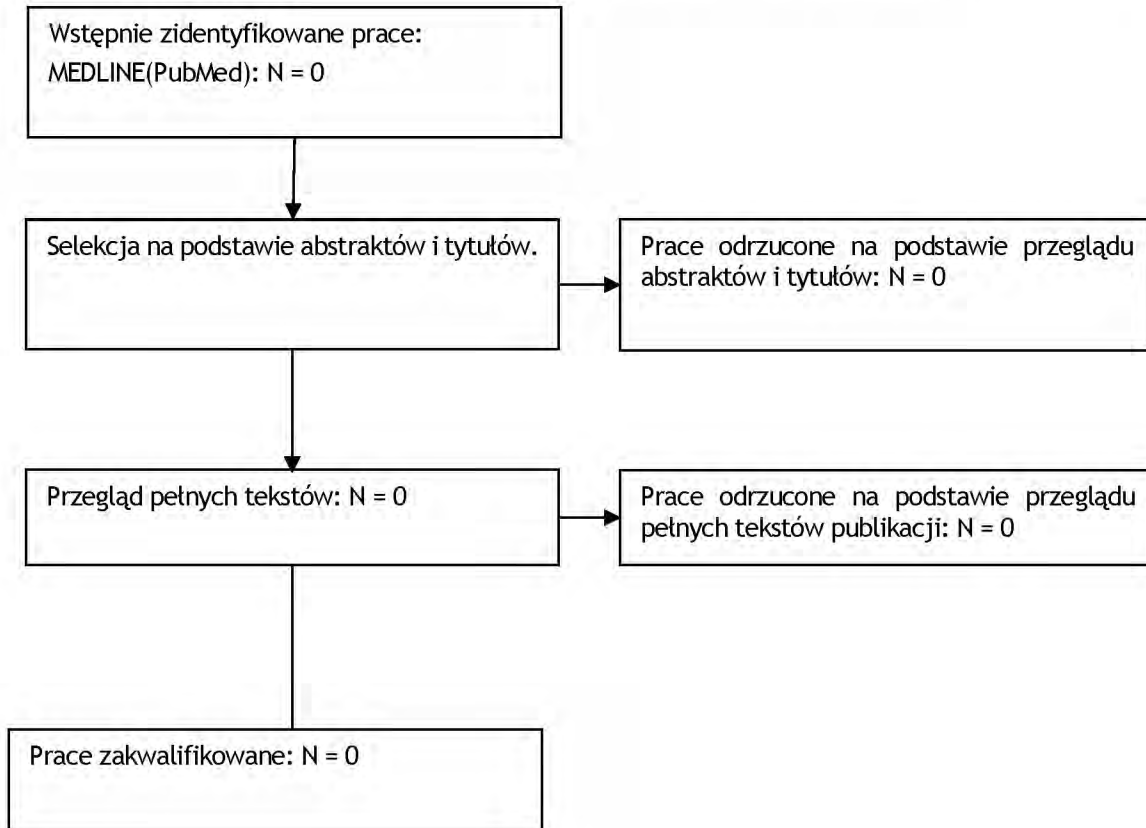 Wstępnie zidentyfikowane prace:
MEDLINE(PubMed): N = 0
Selekcja na podstawie abstraktów i tytułów.
Prace odrzucone na podstawie przeglądu
abstraktów i tytułów: N = 0
Przegląd pełnych tekstów: N = 0
Prace odrzucone na podstawie przeglądu
pełnych tekstów publikacji: N = 0
Prace zakwalifikowane: N = 0